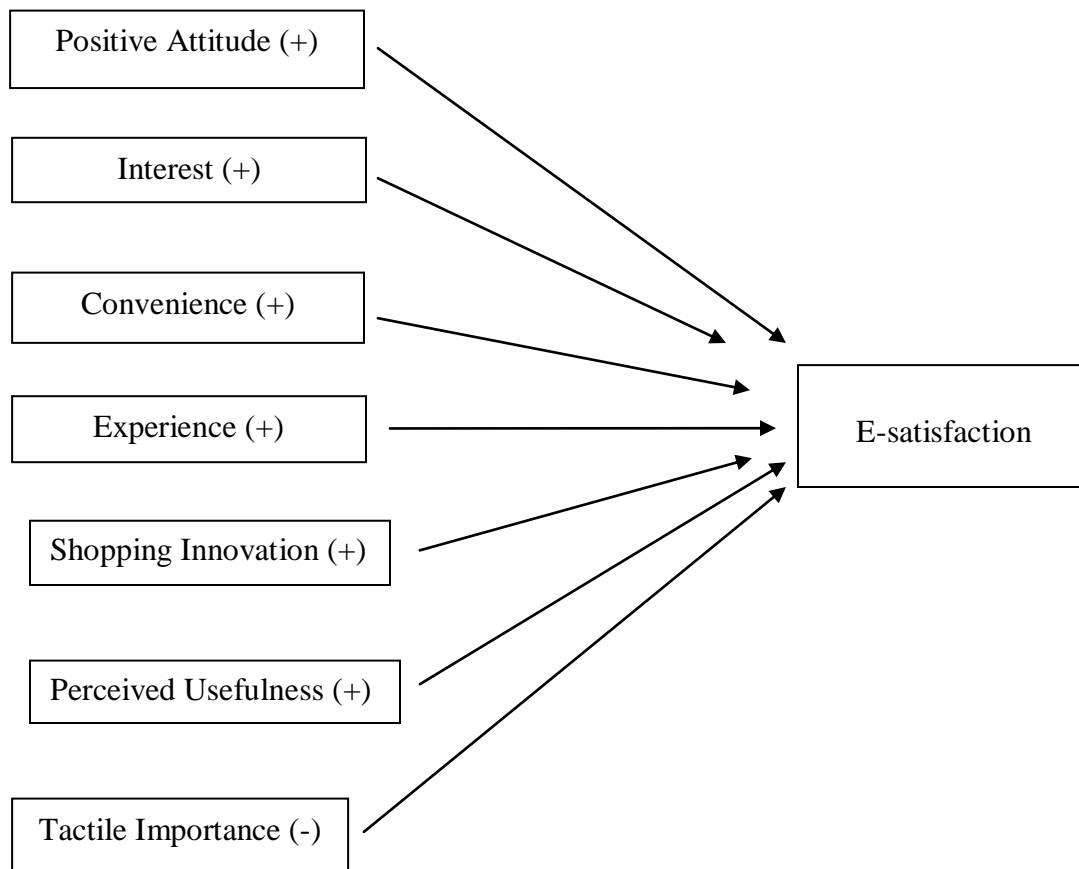 Positive Attitude (+)
Interest (+)
Convenience (+)
Experience (+)
E-satisfaction
Shopping Innovation (+)
Perceived Usefulness (+)
Tactile Importance (-)